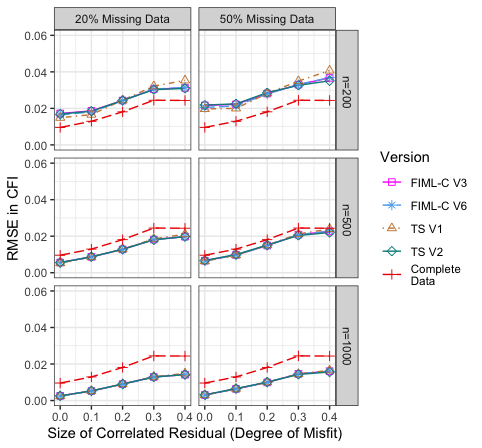 20% Missing Data
50% Missing Data
0.06
0.04
0.02
0.00
n=200
0.06
0.04
0.02
0.00
n=500
0.06
0.04
0.02
0.00
n=1000
RMSE in CFI
0.0 0.1 0.2 0.3 0.4
0.0 0.1 0.2 0.3 0.4
Size of Correlated Residual (Degree of Misfit)
Version
FIML-C V3
FIML-C V6
TS V1
TS V2
Complete
Data